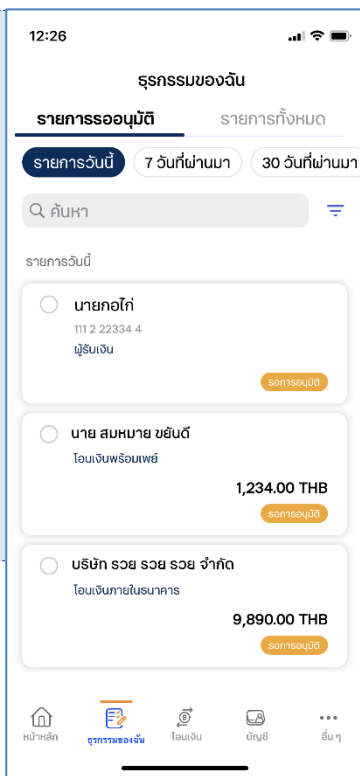 12:26
ธุรกรรมของฉัน
รายการรออนุมัติ รายการทั้งหมด
รายการวันนี้ 7 วันที่ผ่านมา 30 วันที่ผ่านมา
ค้นหา
รายการวันนี้
นายกอไก่
111 2 22334 4
ผู้รับเงิน
รอการอนุมัติ
นาย สมหมาย ขยันดี
โอนเงินพร้อมเพย์
1,234.00 THB
รอการอนุมัติ
บริษัท รวย รวย รวย จำกัด
โอนเงินภายในธนาคาร
9,890.00 THB
รอการอนุมัติ
หน้าหลัก ธุรกรรมของฉัน โอนเงิน บัญชี อื่น ๆ